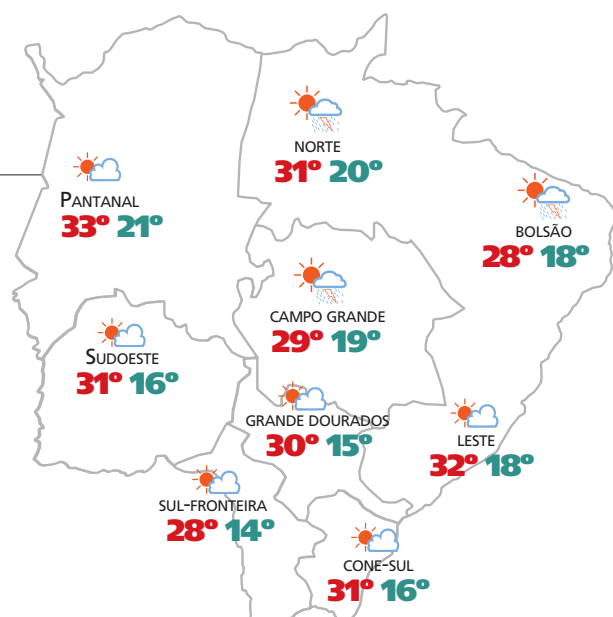 NORTE
31º 20º
PANTANAL
33º 21º
BOLSÃO
28º 18º
CAMPO GRANDE
29º 19º
SUDOESTE
31º 16º
GRANDE DOURADOS
30º 15º
LESTE
32º 18º
SUL-FRONTEIRA
28º 14º
CONE-SUL
31º 16º